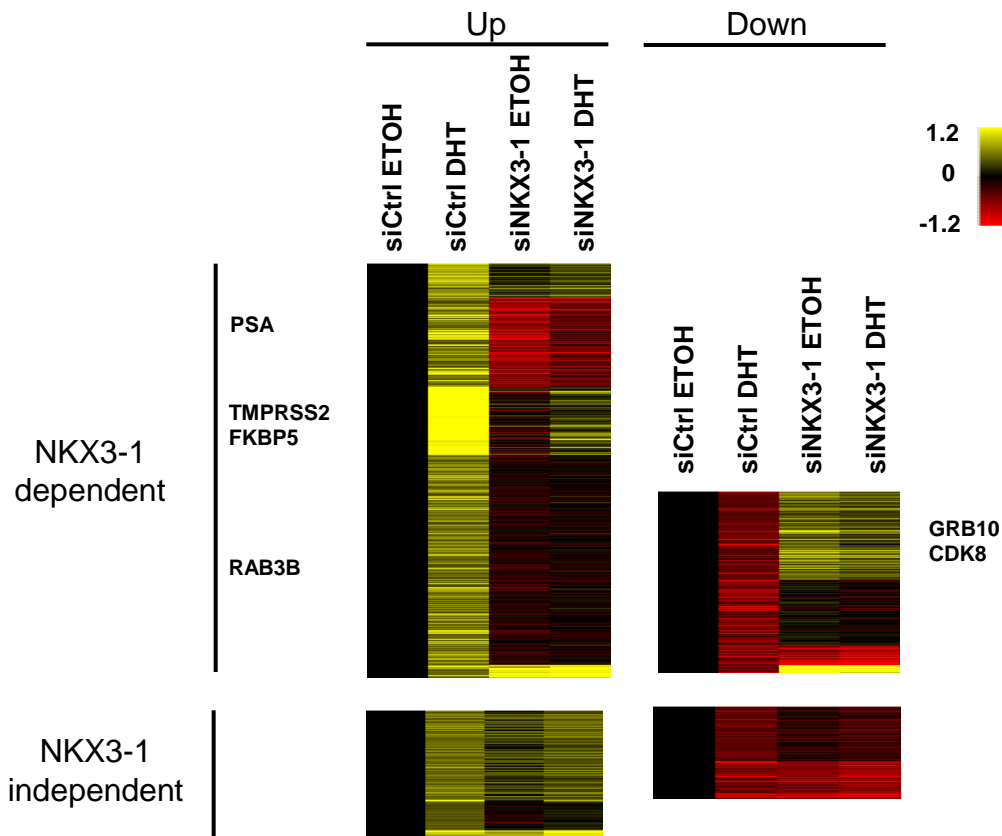 Up
Down
siCtrl ETOH
siCtrl DHT
siNKX3-1 ETOH
siNKX3-1 DHT
1.2
0
-1.2
siCtrl ETOH
siCtrl DHT
siNKX3-1 ETOH
siNKX3-1 DHT
NKX3-1
dependent
PSA
TMPRSS2
FKBP5
RAB3B
GRB10
CDK8
NKX3-1
independent